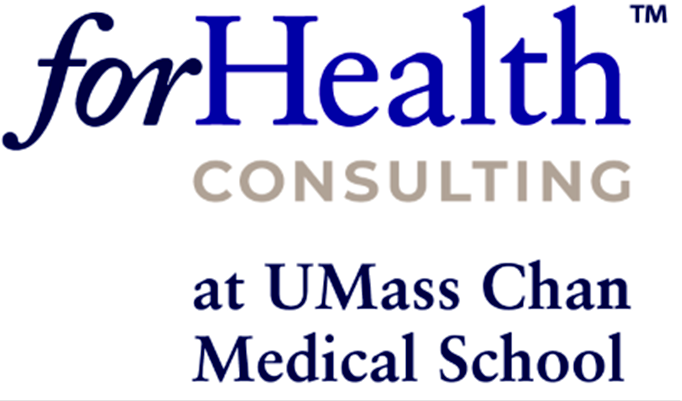 forHealth™
CONSULTING
at UMass Chan
Medical School